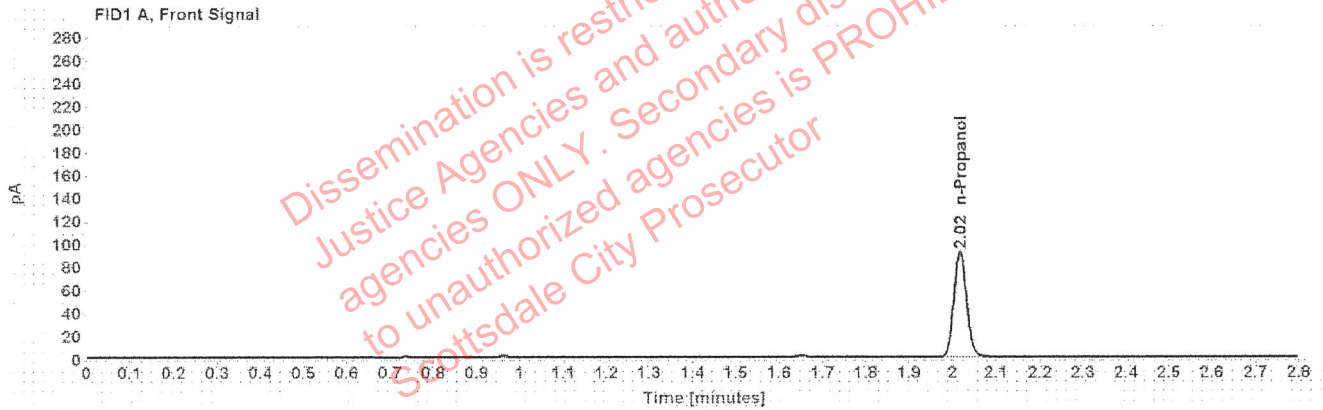 FID1 A, Front Signal
280
260
240
220
200
180
160
140
120
100
80
60
40
20
0
pA
2.02 n-Propanol
0 0.1 0.2 0.3 0.4 0.5 0.6 0.7 0.8 0.9 1 1.1 1.2 1.3 1.4 1.5 1.6 1.7 1.8 1.9 2 2.1 2.2 2.3 2.4 2.5 2.6 2.7 2.8
Time [minutes]
Dissemination is
Justice Agencies and
agencies ONLY. Secondary
to unauthorized agencies is
Scottsdale City Prosecutor